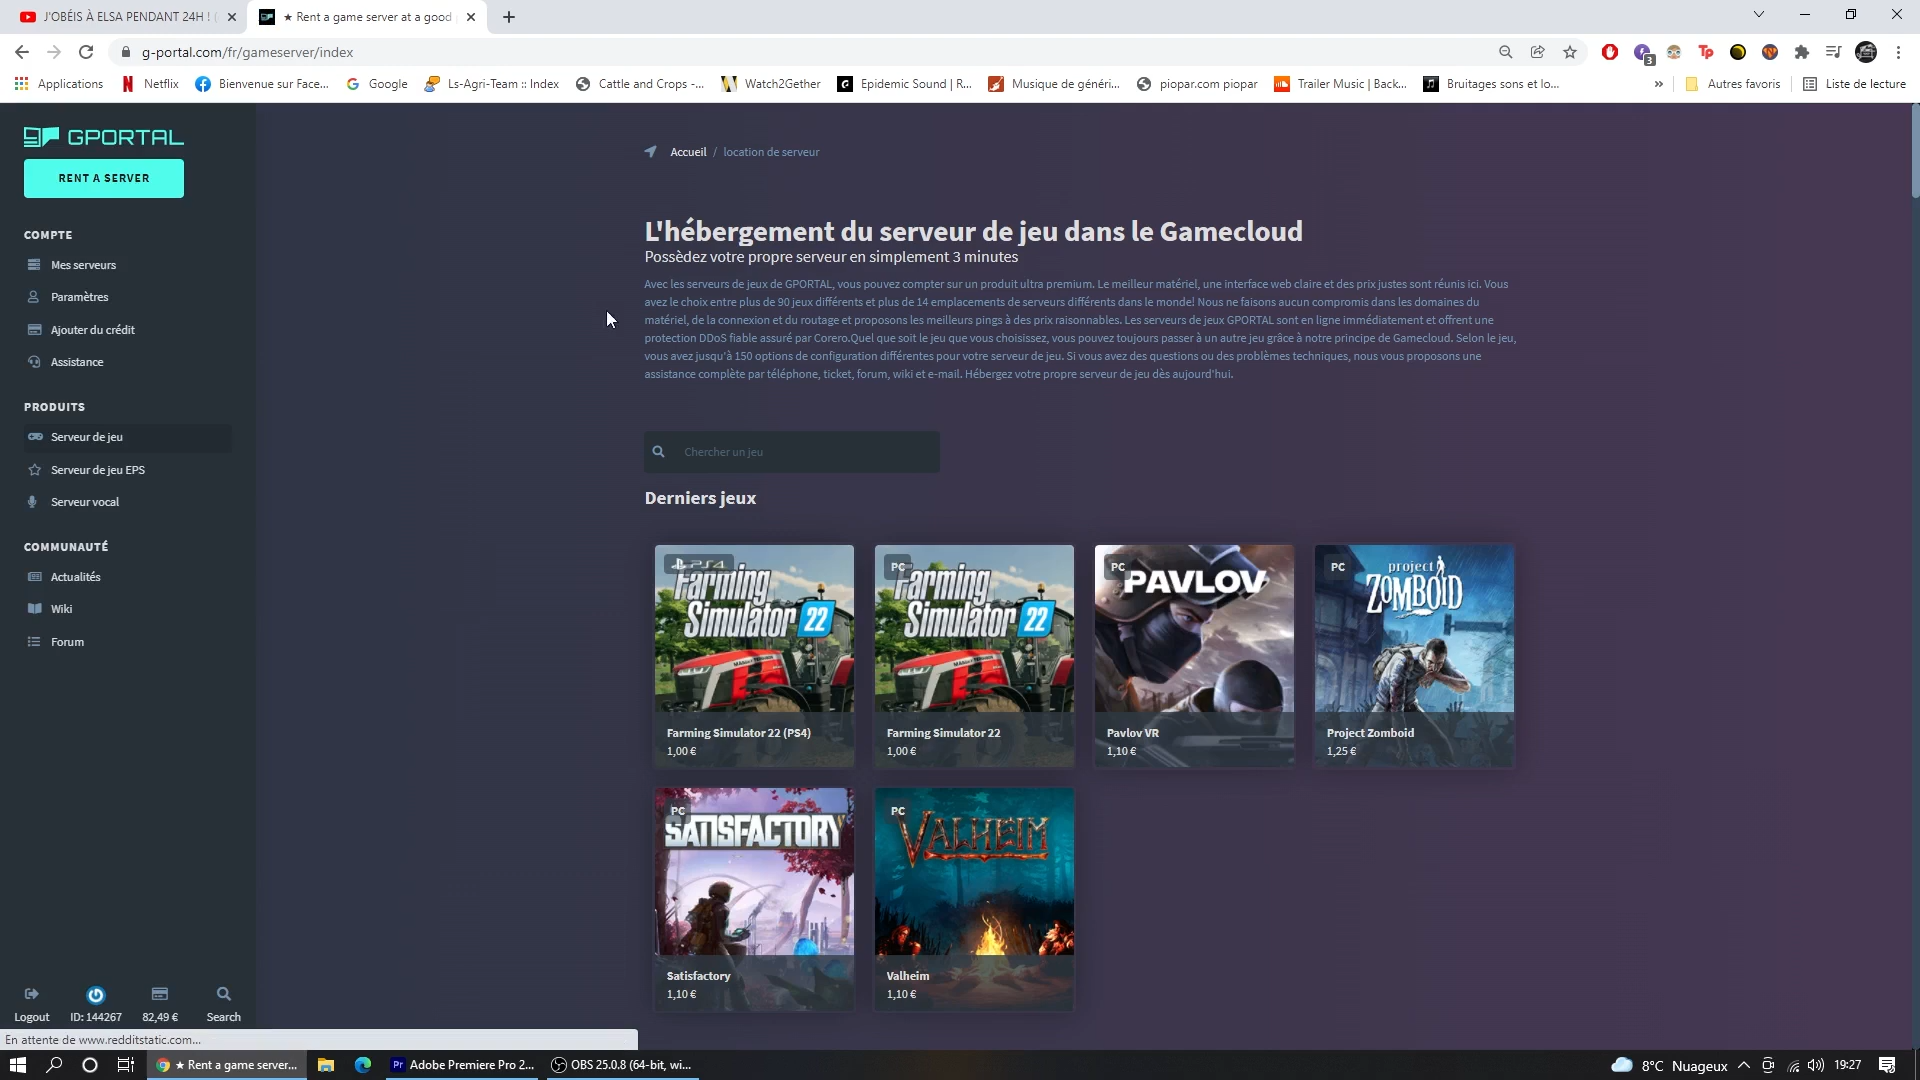 J'OBÉIS À ELSA PENDANT 24H ! (
★ Rent a game server at a good
g-portal.com/fr/gameserver/index
3
Applications
Netflix
Bienvenue sur Face...
Google
Ls-Agri-Team :: Index
Cattle and Crops -...
Watch2Gether
Epidemic Sound | R...
Musique de généri...
piopar.com piopar
Trailer Music | Back...
Bruitages sons et lo...
»
Autres favoris
Liste de lecture
GPORTAL
RENT A SERVER
COMPTE
Mes serveurs
Paramètres
Ajouter du crédit
Assistance
PRODUITS
Serveur de jeu
Serveur de jeu EPS
Serveur vocal
COMMUNAUTÉ
Actualités
Wiki
Forum
Logout
ID: 144267
82,49 €
Search
Accueil / location de serveur
L'hébergement du serveur de jeu dans le Gamecloud
Possèdez votre propre serveur en simplement 3 minutes
Avec les serveurs de jeux de GPORTAL, vous pouvez compter sur un produit ultra premium. Le meilleur matériel, une interface web claire et des prix justes sont réunis ici. Vous
avez le choix entre plus de 90 jeux différents et plus de 14 emplacements de serveurs différents dans le monde! Nous ne faisons aucun compromis dans les domaines du
matériel, de la connexion et du routage et proposons les meilleurs pings à des prix raisonnables. Les serveurs de jeux GPORTAL sont en ligne immédiatement et offrent une
protection DDoS fiable assuré par Corero.Quel que soit le jeu que vous choisissez, vous pouvez toujours passer à un autre jeu grâce à notre principe de Gamecloud. Selon le jeu,
vous avez jusqu'à 150 options de configuration différentes pour votre serveur de jeu. Si vous avez des questions ou des problèmes techniques, nous vous proposons une
assistance complète par téléphone, ticket, forum, wiki et e-mail. Hébergez votre propre serveur de jeu dès aujourd'hui.
Chercher un jeu
Derniers jeux
PS4
Farming
Simulator 22
Farming Simulator 22 (PS4)
1,00 €
PC
Farming
Simulator 22
Farming Simulator 22
1,00 €
PC
PAVLOV
Pavlov VR
1,10 €
PC
project
ZOMBOID
Project Zomboid
1,25 €
PC
SATISFACTORY
Satisfactory
1,10 €
PC
VALHEIM
Valheim
1,10 €
En attente de www.redditstatic.com...
★ Rent a game server...
Adobe Premiere Pro 2...
OBS 25.0.8 (64-bit, wi...
8°C Nuageux
19:27